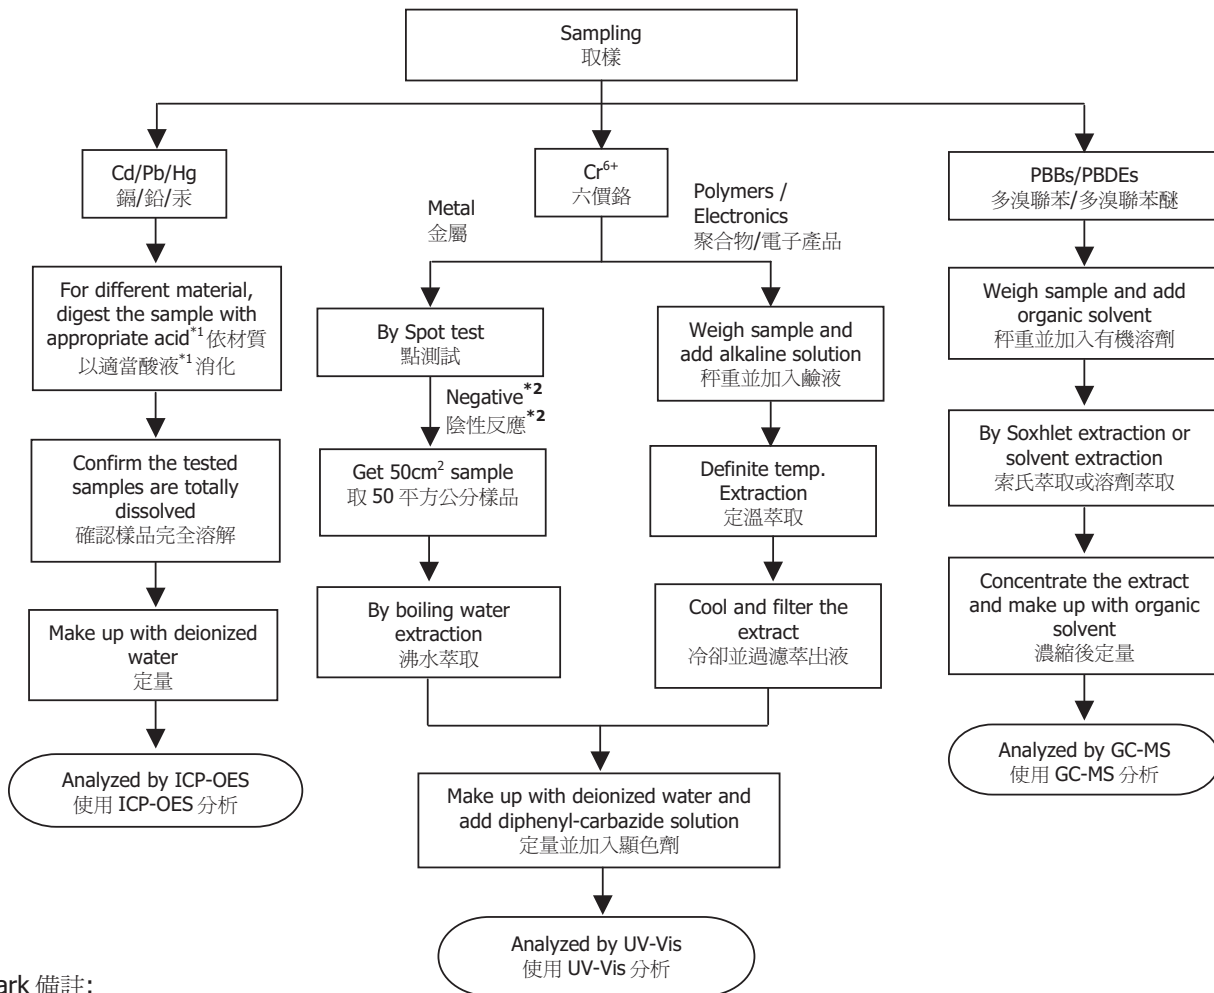 Sampling
取樣
Cd/Pb/Hg
鎘/鉛/汞
For different material,
digest the sample with
appropriate acid*1 依材質
以適當酸液*1 消化
Confirm the tested
samples are totally
dissolved
確認樣品完全溶解
Make up with deionized
water
定量
Analyzed by ICP-OES
使用 ICP-OES 分析
Cr6+
六價鉻
Metal
金屬
By Spot test
點測試
Negative*2
陰性反應*2
Get 50cm2 sample
取 50 平方公分樣品
By boiling water
extraction
沸水萃取
Polymers /
Electronics
聚合物/電子產品
Weigh sample and
add alkaline solution
秤重並加入鹼液
Definite temp.
Extraction
定溫萃取
Cool and filter the
extract
冷卻並過濾萃出液
Make up with deionized water and
add diphenyl-carbazide solution
定量並加入顯色劑
Analyzed by UV-Vis
使用 UV-Vis 分析
PBBs/PBDEs
多溴聯苯/多溴聯苯醚
Weigh sample and add
organic solvent
秤重並加入有機溶劑
By Soxhlet extraction or
solvent extraction
索氏萃取或溶劑萃取
Concentrate the extract
and make up with organic
solvent
濃縮後定量
Analyzed by GC-MS
使用 GC-MS 分析
ark 備註: